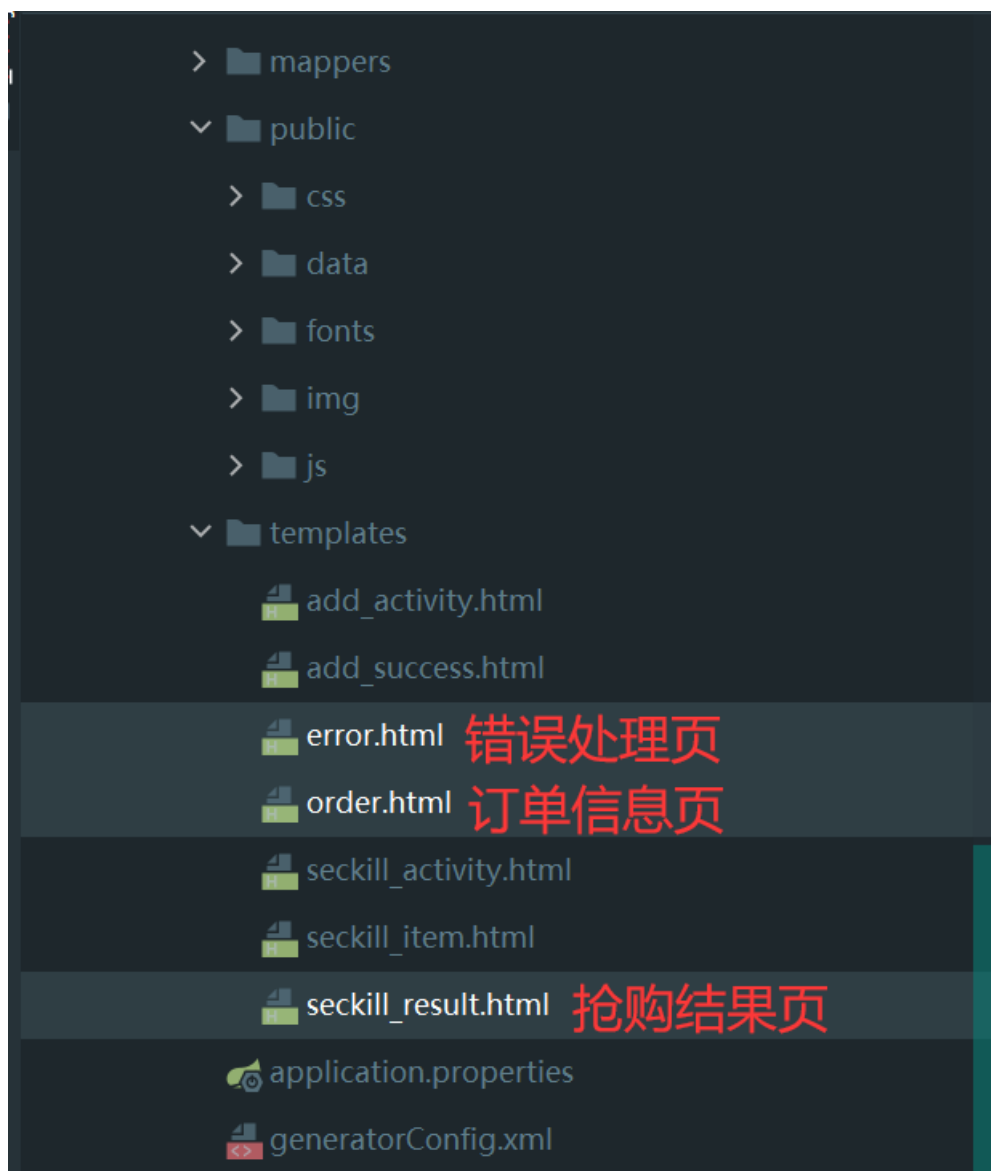 mappers
public
css
data
fonts
img
js
templates
add_activity.html
add_success.html
error.html 错误处理页
order.html 订单信息页
seckill_activity.html
seckill_item.html
seckill_result.html 抢购结果页
application.properties
generatorConfig.xml